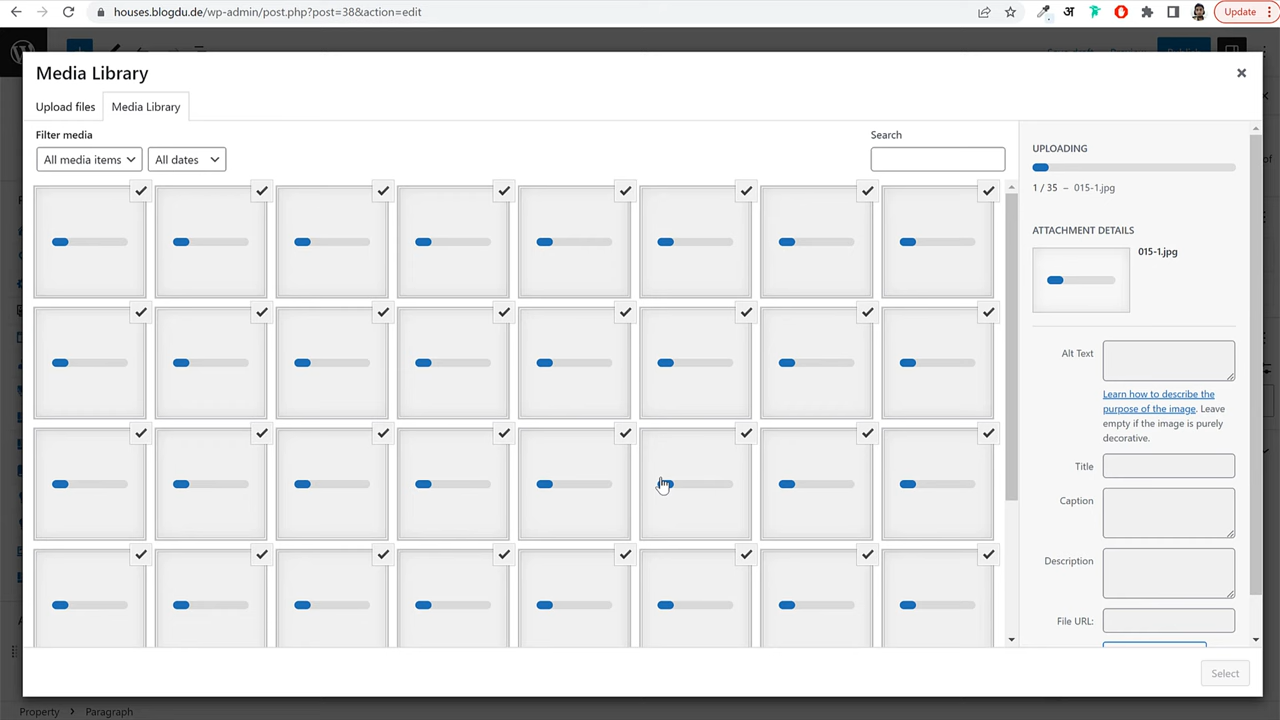 houses.blogdu.de/wp-admin/post.php?post=38&action=edit
अ
Update
Media Library
Upload files
Media Library
Filter media
All media items
All dates
Search
UPLOADING
1 / 35 – 015-1.jpg
ATTACHMENT DETAILS
015-1.jpg
Alt Text
Learn how to describe the
purpose of the image. Leave
empty if the image is purely
decorative.
Title
Caption
Description
File URL:
Select
Property
Paragraph